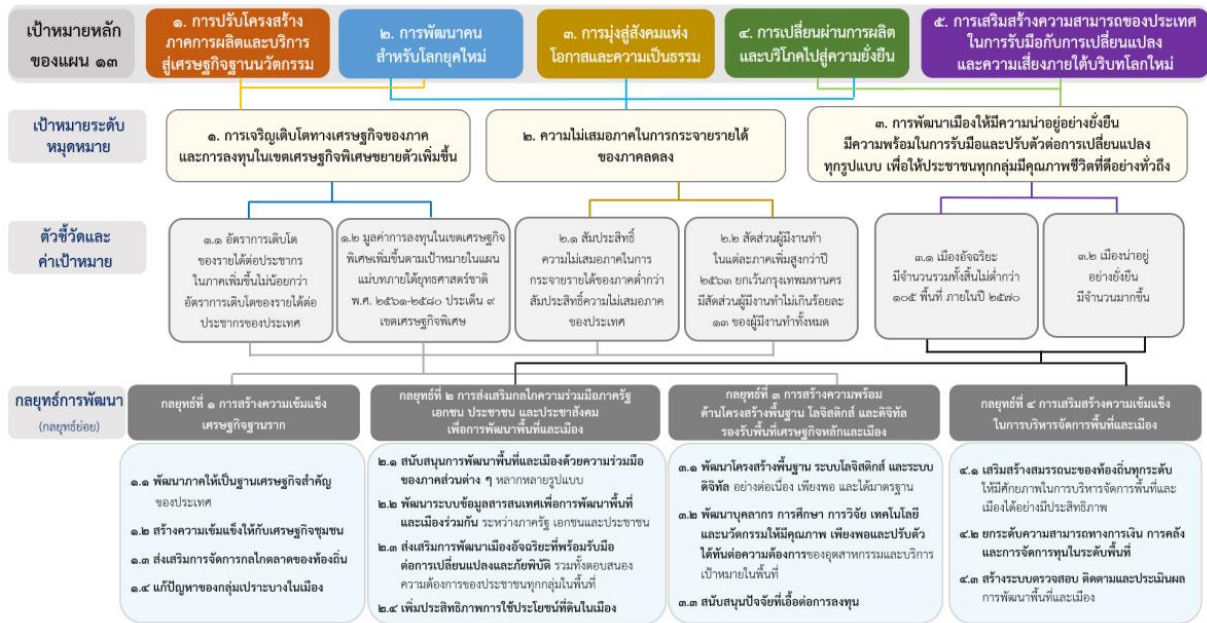 เป้าหมายหลัก
ของแผน ๑๓
๑. การปรับโครงสร้าง
ภาคการผลิตและบริการ
สู่เศรษฐกิจฐานนวัตกรรม
๒. การพัฒนาคน
สำหรับโลกยุคใหม่
๓. การมุ่งสู่สังคมแห่ง
โอกาสและความเป็นธรรม
๔. การเปลี่ยนผ่านการผลิต
และบริโภคไปสู่ความยั่งยืน
๕. การเสริมสร้างความสามารถของประเทศ
ในการรับมือกับการเปลี่ยนแปลง
และความเสี่ยงภายใต้บริบทโลกใหม่
เป้าหมายระดับ
หมุดหมาย
๑. การเจริญเติบโตทางเศรษฐกิจของภาค
และการลงทุนในเขตเศรษฐกิจพิเศษขยายตัวเพิ่มขึ้น
๒. ความไม่เสมอภาคในการกระจายรายได้
ของภาคลดลง
๓. การพัฒนาเมืองให้มีความน่าอยู่อย่างยั่งยืน
มีความพร้อมในการรับมือและปรับตัวต่อการเปลี่ยนแปลง
ทุกรูปแบบ เพื่อให้ประชาชนทุกกลุ่มมีคุณภาพชีวิตที่ดีอย่างทั่วถึง
ตัวชี้วัดและ
ค่าเป้าหมาย
๑.๑ อัตราการเติบโต
ของรายได้ต่อประชากร
ในภาคเพิ่มขึ้นไม่น้อยกว่า
อัตราการเติบโตของรายได้ต่อ
ประชากรของประเทศ
๑.๒ มูลค่าการลงทุนในเขตเศรษฐกิจ
พิเศษเพิ่มขึ้นตามเป้าหมายในแผน
แม่บทภายใต้ยุทธศาสตร์ชาติ
พ.ศ. ๒๕๖๑-๒๕๘๐ ประเด็น ๙
เขตเศรษฐกิจพิเศษ
๒.๑ สัมประสิทธิ์
ความไม่เสมอภาคในการ
กระจายรายได้ของภาคต่ำกว่า
สัมประสิทธิ์ความไม่เสมอภาค
ของประเทศ
๒.๒ สัดส่วนผู้มีงานทำ
ในแต่ละภาคเพิ่มสูงกว่าปี
๒๕๖๓ ยกเว้นกรุงเทพมหานคร
มีสัดส่วนผู้มีงานทำไม่เกินร้อยละ
๑๓ ของผู้มีงานทำทั้งหมด
๓.๑ เมืองอัจฉริยะ
มีจำนวนรวมทั้งสิ้นไม่ต่ำกว่า
๑๐๕ พื้นที่ ภายในปี ๒๕๗๐
๓.๒ เมืองน่าอยู่
อย่างยั่งยืน
มีจำนวนมากขึ้น
กลยุทธ์การพัฒนา
(กลยุทธ์ย่อย)
กลยุทธ์ที่ ๑ การสร้างความเข้มแข็ง
เศรษฐกิจฐานราก
๑.๑ พัฒนาภาคให้เป็นฐานเศรษฐกิจสำคัญ
ของประเทศ
๑.๒ สร้างความเข้มแข็งให้กับเศรษฐกิจชุมชน
๑.๓ ส่งเสริมการจัดการกลไกตลาดของท้องถิ่น
๑.๔ แก้ปัญหาของกลุ่มเปราะบางในเมือง
กลยุทธ์ที่ ๒ การส่งเสริมกลไกความร่วมมือภาครัฐ
เอกชน ประชาชน และประชาสังคม
เพื่อการพัฒนาพื้นที่และเมือง
๒.๑ สนับสนุนการพัฒนาพื้นที่และเมืองด้วยความร่วมมือ
ของภาคส่วนต่าง ๆ หลากหลายรูปแบบ
๒.๒ พัฒนาระบบข้อมูลสารสนเทศเพื่อการพัฒนาพื้นที่
และเมืองร่วมกัน ระหว่างภาครัฐ เอกชนและประชาชน
๒.๓ ส่งเสริมการพัฒนาเมืองอัจฉริยะที่พร้อมรับมือ
ต่อการเปลี่ยนแปลงและภัยพิบัติ รวมทั้งตอบสนอง
ความต้องการของประชาชนทุกกลุ่มในพื้นที่
๒.๔ เพิ่มประสิทธิภาพการใช้ประโยชน์ที่ดินในเมือง
กลยุทธ์ที่ ๓ การสร้างความพร้อม
ด้านโครงสร้างพื้นฐาน โลจิสติกส์ และดิจิทัล
รองรับพื้นที่เศรษฐกิจหลักและเมือง
๓.๑ พัฒนาโครงสร้างพื้นฐาน ระบบโลจิสติกส์ และระบบ
ดิจิทัล อย่างต่อเนื่อง เพียงพอ และได้มาตรฐาน
๓.๒ พัฒนาบุคลากร การศึกษา การวิจัย เทคโนโลยี
และนวัตกรรมให้มีคุณภาพ เพียงพอและปรับตัว
ได้ทันต่อความต้องการของอุตสาหกรรมและบริการ
เป้าหมายในพื้นที่
๓.๓ สนับสนุนปัจจัยที่เอื้อต่อการลงทุน
กลยุทธ์ที่ ๔ การเสริมสร้างความเข้มแข็ง
ในการบริหารจัดการพื้นที่และเมือง
๔.๑ เสริมสร้างสมรรถนะของท้องถิ่นทุกระดับ
ให้มีศักยภาพในการบริหารจัดการพื้นที่และ
เมืองได้อย่างมีประสิทธิภาพ
๔.๒ ยกระดับความสามารถทางการเงิน การคลัง
และการจัดการทุนในระดับพื้นที่
๔.๓ สร้างระบบตรวจสอบ ติดตามและประเมินผล
การพัฒนาพื้นที่และเมือง